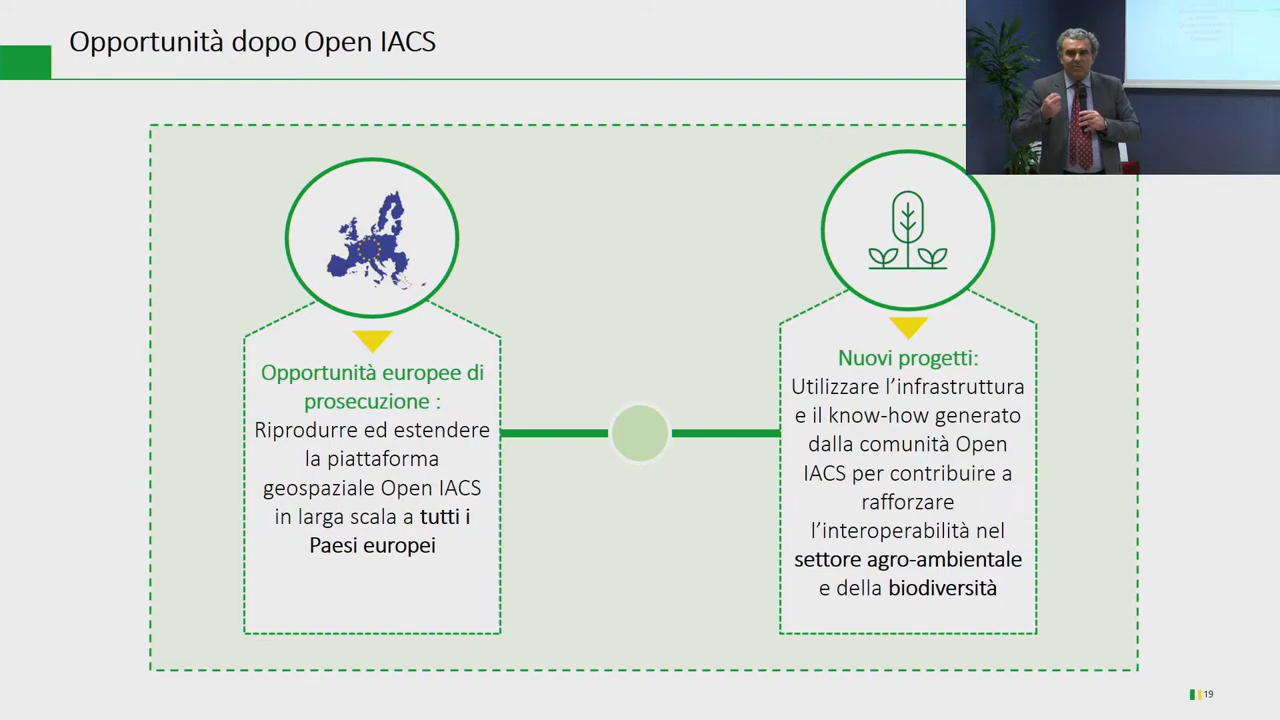 Opportunità dopo Open IACS
Opportunità europee di
prosecuzione :
Riprodurre ed estendere
la piattaforma
geospaziale Open IACS
in larga scala a tutti i
Paesi europei
Nuovi progetti:
Utilizzare l’infrastruttura
e il know-how generato
dalla comunità Open
IACS per contribuire a
rafforzare
l’interoperabilità nel
settore agro-ambientale
e della biodiversità
19